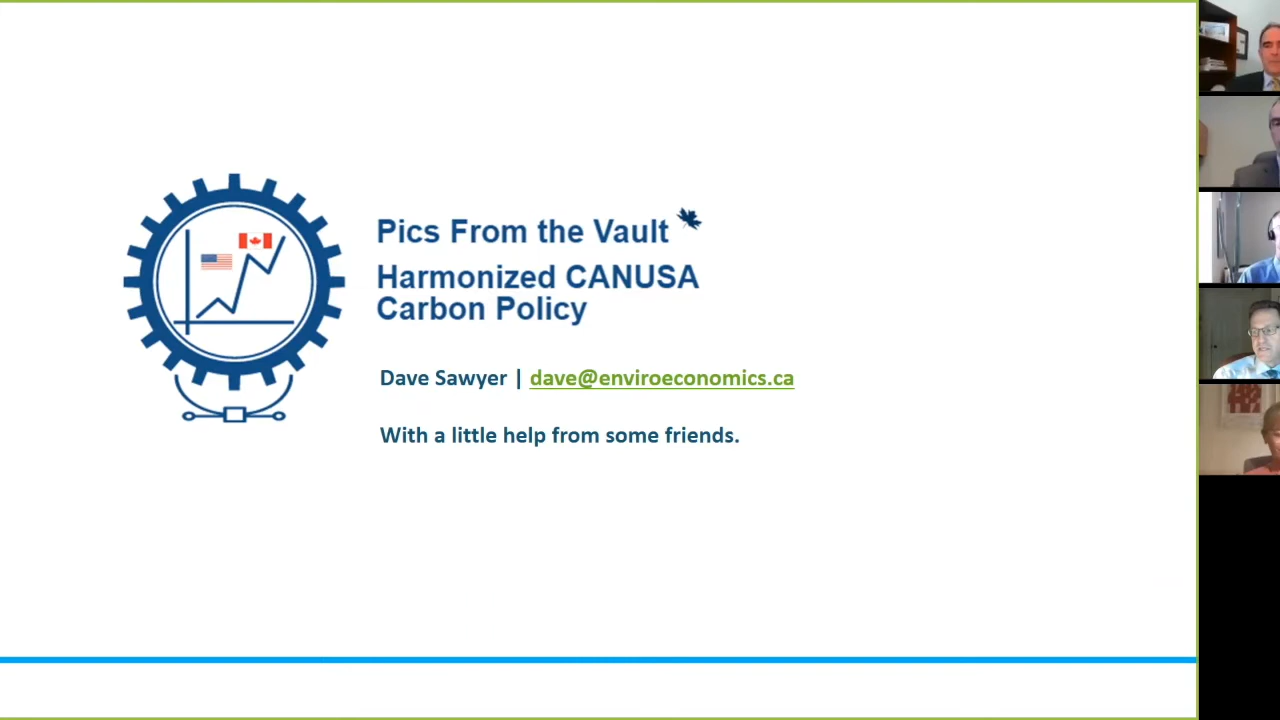 Pics From the Vault
Harmonized CANUSA
Carbon Policy
Dave Sawyer | dave@enviroeconomics.ca
With a little help from some friends.